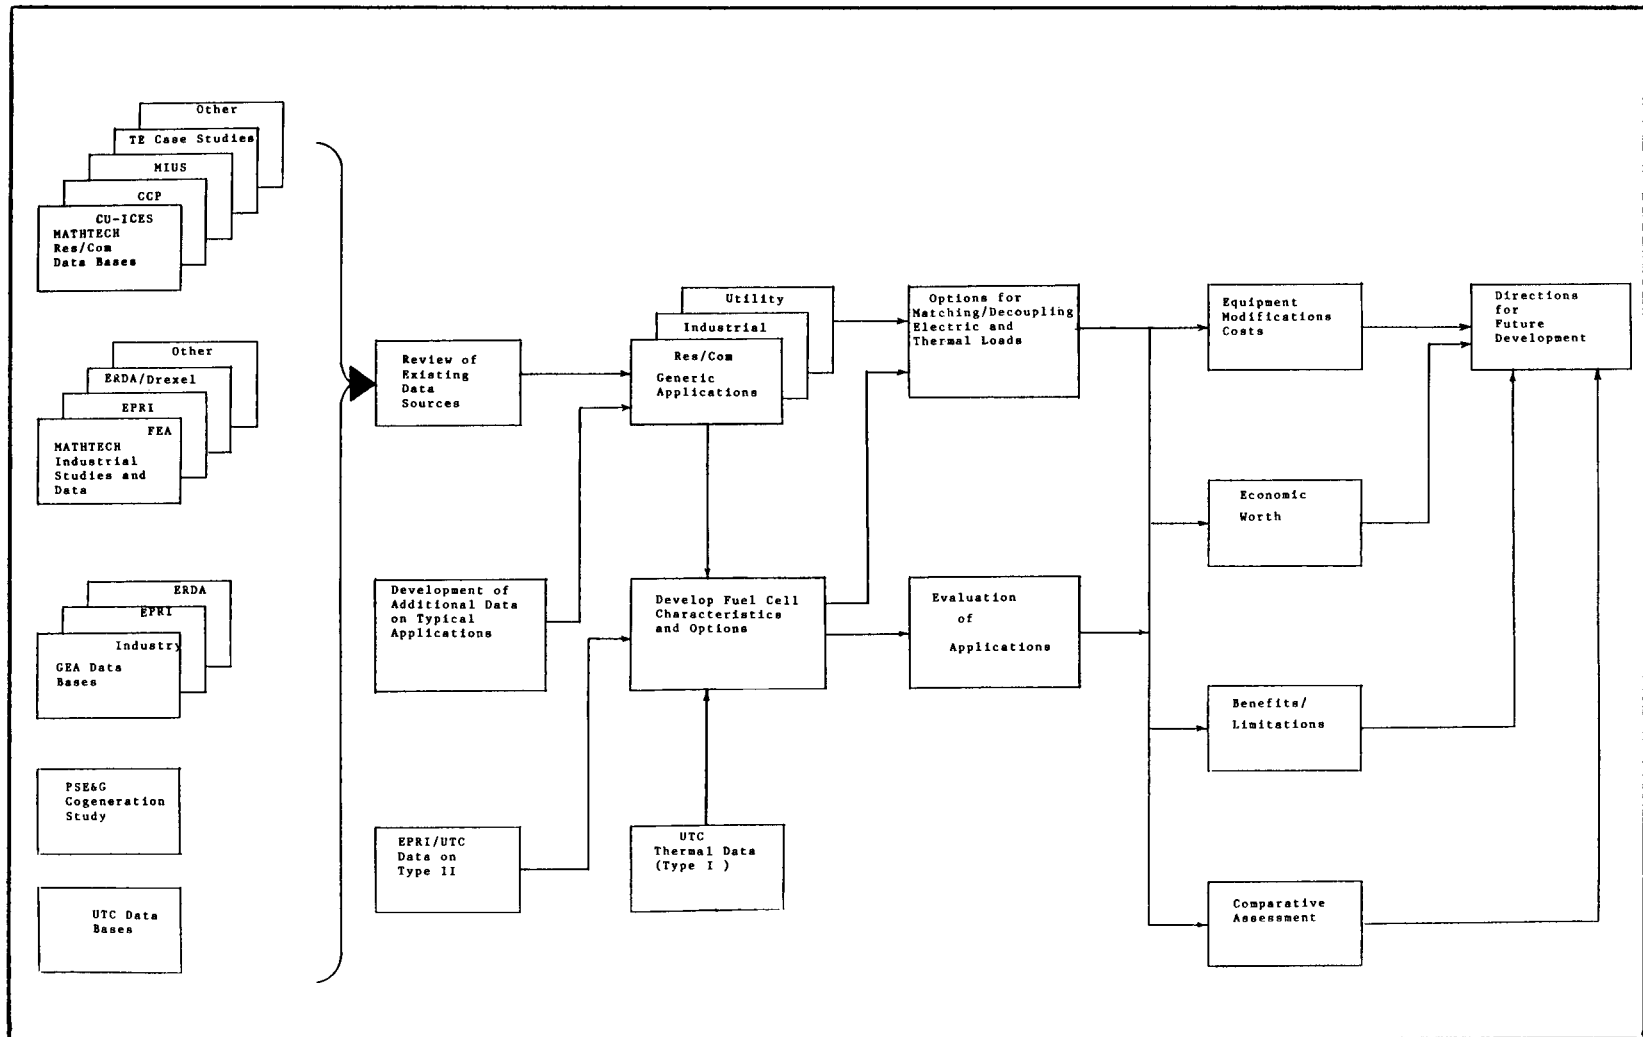 Other
TE Case Studies
MIUS
CCP
CU-ICES
MATHTECH
Res/Com
Data Bases
Other
ERDA/Drexel
EPRI
FEA
MATHTECH
Industrial
Studies and
Data
ERDA
EPRI
Industry
GEA Data
Bases
PSE&G
Cogeneration
Study
UTC Data
Bases
Review of
Existing
Data
Sources
Development of
Additional Data
on Typical
Applications
EPRI/UTC
Data on
Type II
Utility
Industrial
Res/Com
Generic
Applications
Develop Fuel Cell
Characteristics
and Options
UTC
Thermal Data
(Type I )
Options for
Matching/Decoupling
Electric and
Thermal Loads
Evaluation
of
Applications
Equipment
Modifications
Costs
Economic
Worth
Benefits/
Limitations
Comparative
Assessment
Directions
for
Future
Development